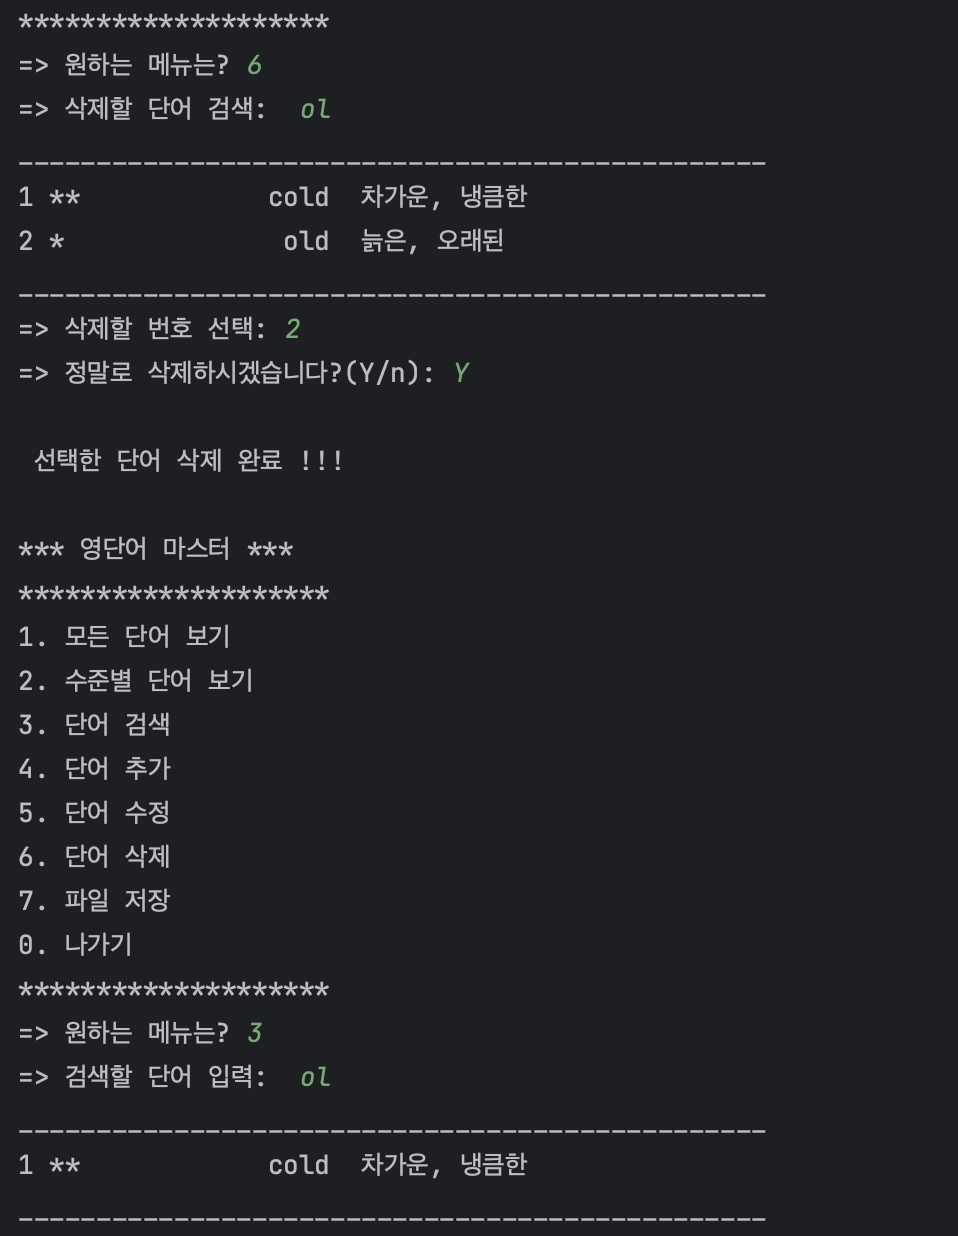 ********************
=> 원하는 메뉴는? 6
=> 삭제할 단어 검색:  ol
------------------------------------------------
1 **            cold  차가운, 냉큼한
2 *              old  늙은, 오래된
------------------------------------------------
=> 삭제할 번호 선택: 2
=> 정말로 삭제하시겠습니다?(Y/n): Y
선택한 단어 삭제 완료 !!!
*** 영단어 마스터 ***
********************
1. 모든 단어 보기
2. 수준별 단어 보기
3. 단어 검색
4. 단어 추가
5. 단어 수정
6. 단어 삭제
7. 파일 저장
0. 나가기
********************
=> 원하는 메뉴는? 3
=> 검색할 단어 입력:  ol
------------------------------------------------
1 **            cold  차가운, 냉큼한
------------------------------------------------